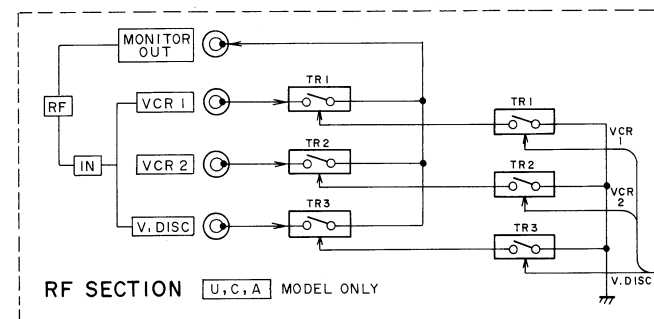 MONITOR
OUT
RF
VCR 1
TR1
TR1
VCR
1
IN
VCR 2
TR2
TR2
VCR
2
V. DISC
TR3
TR3
V. DISC
RF SECTION U, C, A MODEL ONLY